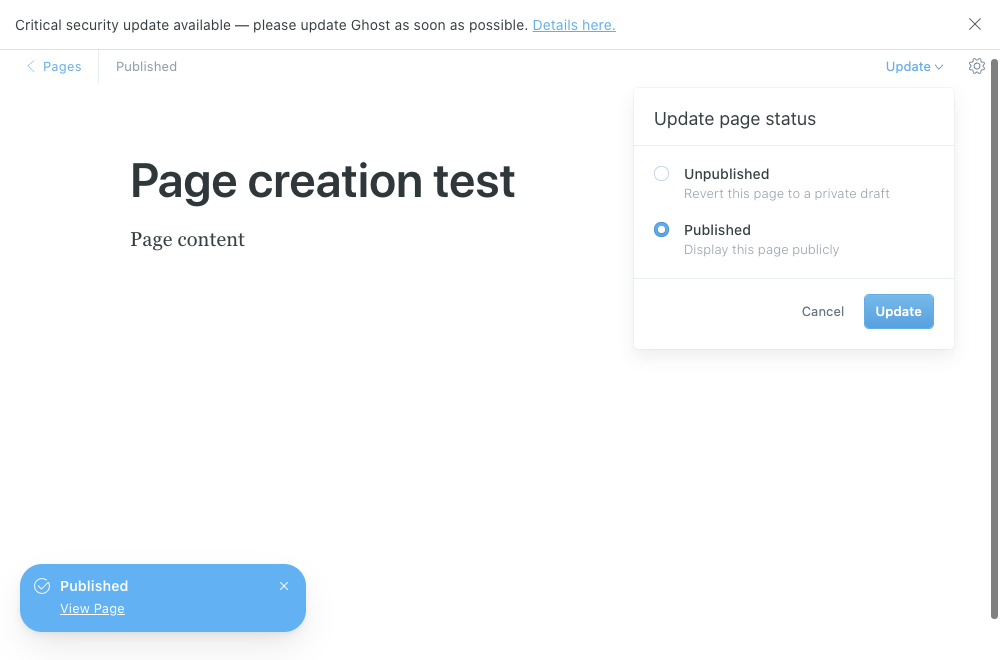 Critical security update available — please update Ghost as soon as possible. Details here.
Pages
Published
Update
Update page status
Page creation test
Unpublished
Revert this page to a private draft
Published
Display this page publicly
Page content
Cancel
Update
Published
View Page